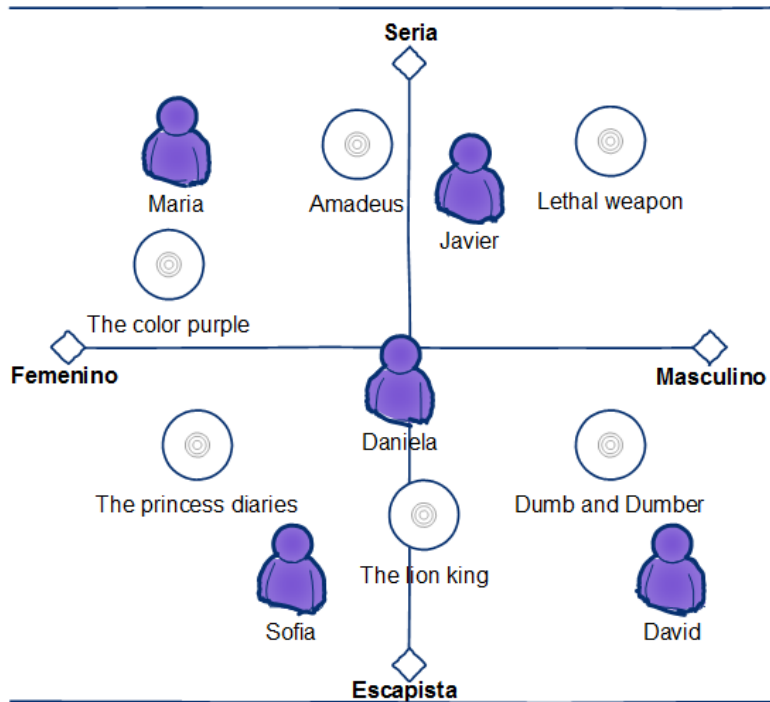 Seria
Maria
Amadeus
Javier
Lethal weapon
The color purple
Femenino
Masculino
Daniela
The princess diaries
Dumb and Dumber
The lion king
Sofia
David
Escapista